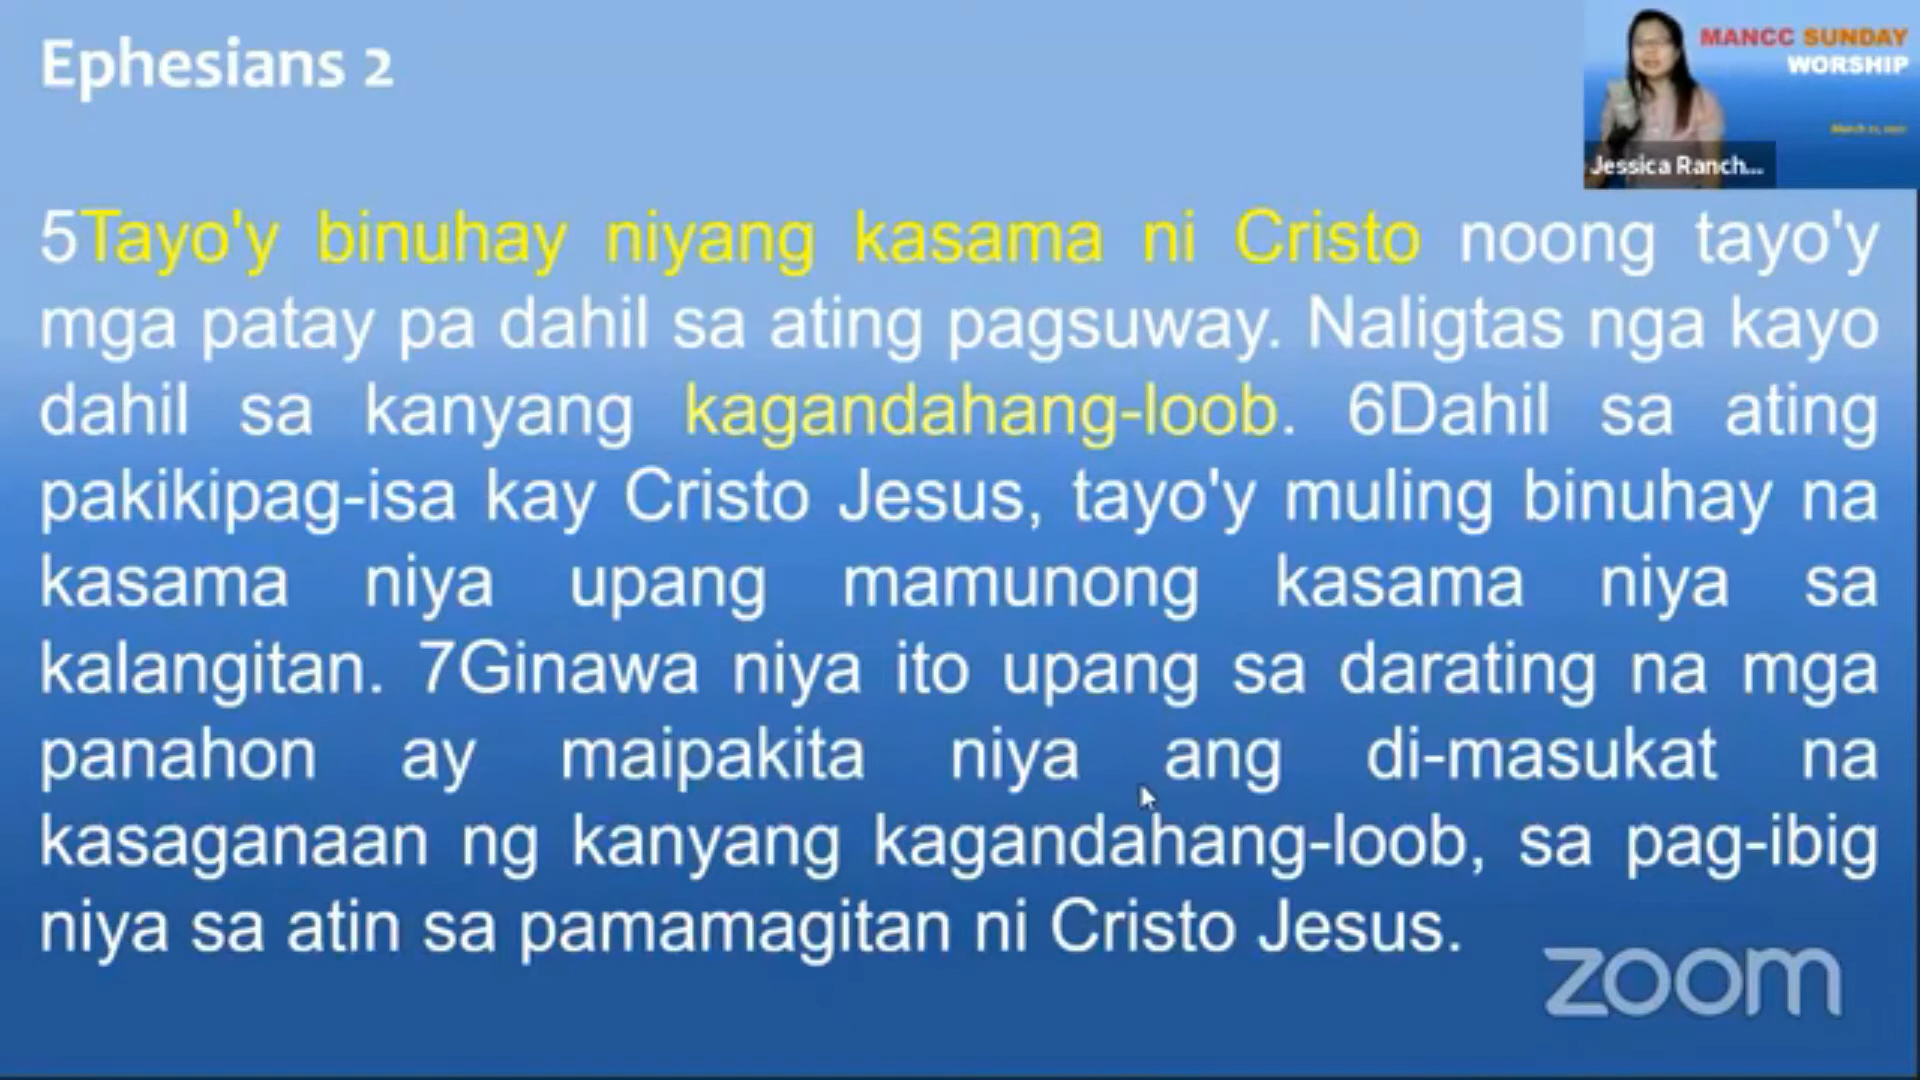 Ephesians 2
MANCC SUNDAY
WORSHIP
Jessica Ranch...
5Tayo'y binuhay niyang kasama ni Cristo noong tayo'y
mga patay pa dahil sa ating pagsuway. Naligtas nga kayo
dahil sa kanyang kagandahang-loob. 6Dahil sa ating
pakikipag-isa kay Cristo Jesus, tayo'y muling binuhay na
kasama niya upang mamunong kasama niya sa
kalangitan. 7Ginawa niya ito upang sa darating na mga
panahon ay maipakita niya ang di-masukat na
kasaganaan ng kanyang kagandahang-loob, sa pag-ibig
niya sa atin sa pamamagitan ni Cristo Jesus.
zoom